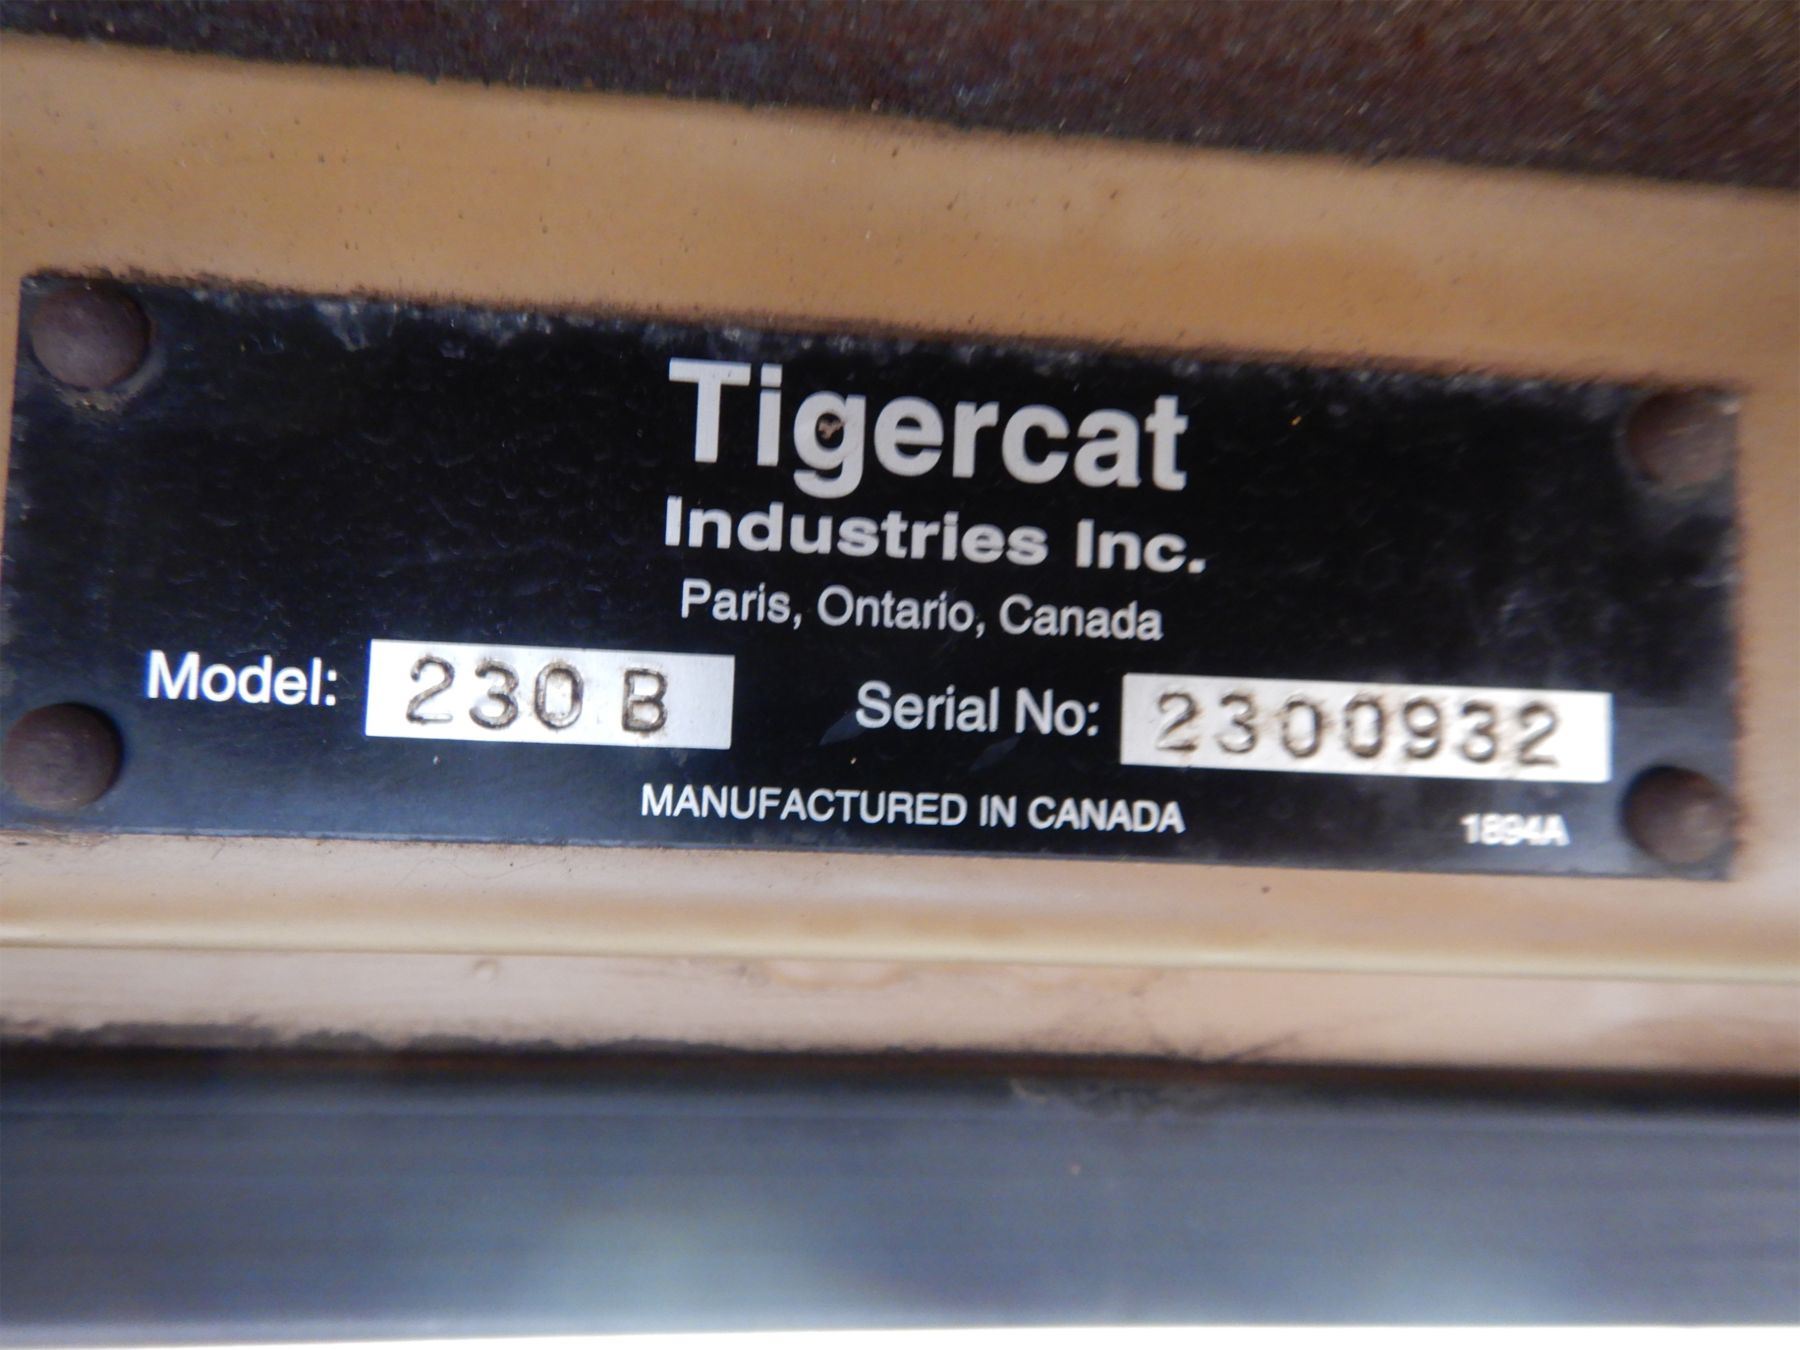 Tigercat
Industries Inc.
Paris, Ontario, Canada
Model: 230 B Serial No: 2300932
MANUFACTURED IN CANADA 1894A